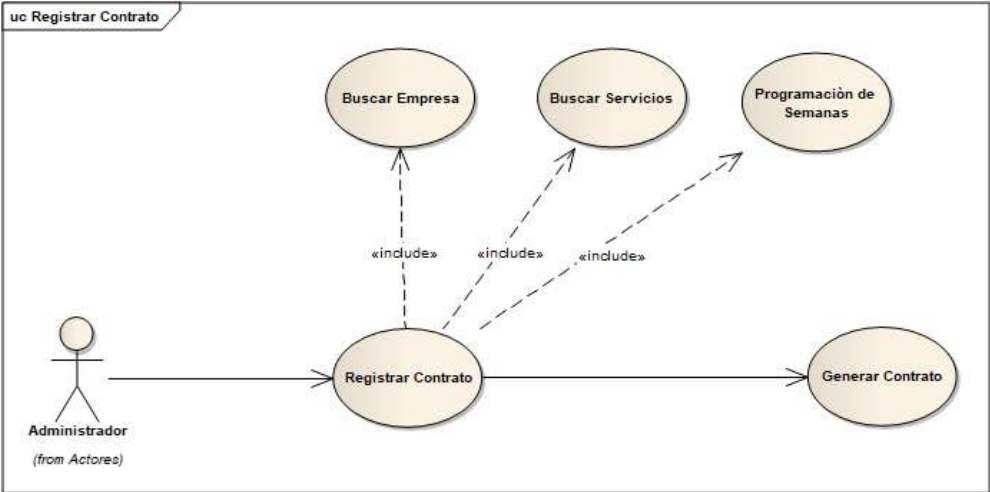 uc Registrar Contrato
Buscar Empresa
Buscar Servicios
Programaciòn de
Semanas
«include»
«include»
«include»
Registrar Contrato
Generar Contrato
Administrador
(from Actores)